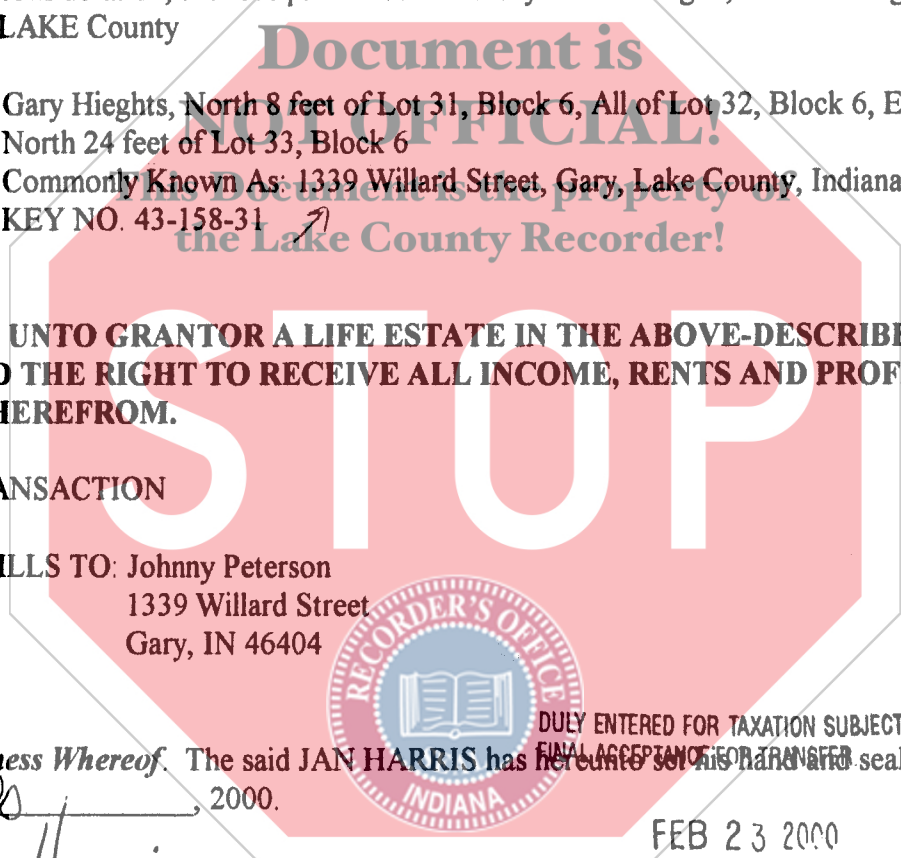 LAKE County
Document is
Gary Hieghts, North 8 feet of Lot 31, Block 6, All of Lot 32, Block 6, E
NOT OFFICIAL!
North 24 feet of Lot 33, Block 6
Commonly Known As: 1339 Willard Street, Gary, Lake County, Indiana
This Document is the property of
KEY NO. 43-158-31
the Lake County Recorder!
UNTO GRANTOR A LIFE ESTATE IN THE ABOVE-DESCRIBE
THE RIGHT TO RECEIVE ALL INCOME, RENTS AND PROF
HEREFROM.
STOP
ANSACTION
ILLS TO: Johnny Peterson
1339 Willard Street
Gary, IN 46404
RECORDER'S OFFICE
INDIANA
DULY ENTERED FOR TAXATION SUBJECT
FINAL ACCEPTANCE FOR TRANSFER
ness Whereof. The said JAN HARRIS has hereunto set his hand and seal
, 2000.
FEB 23 2000